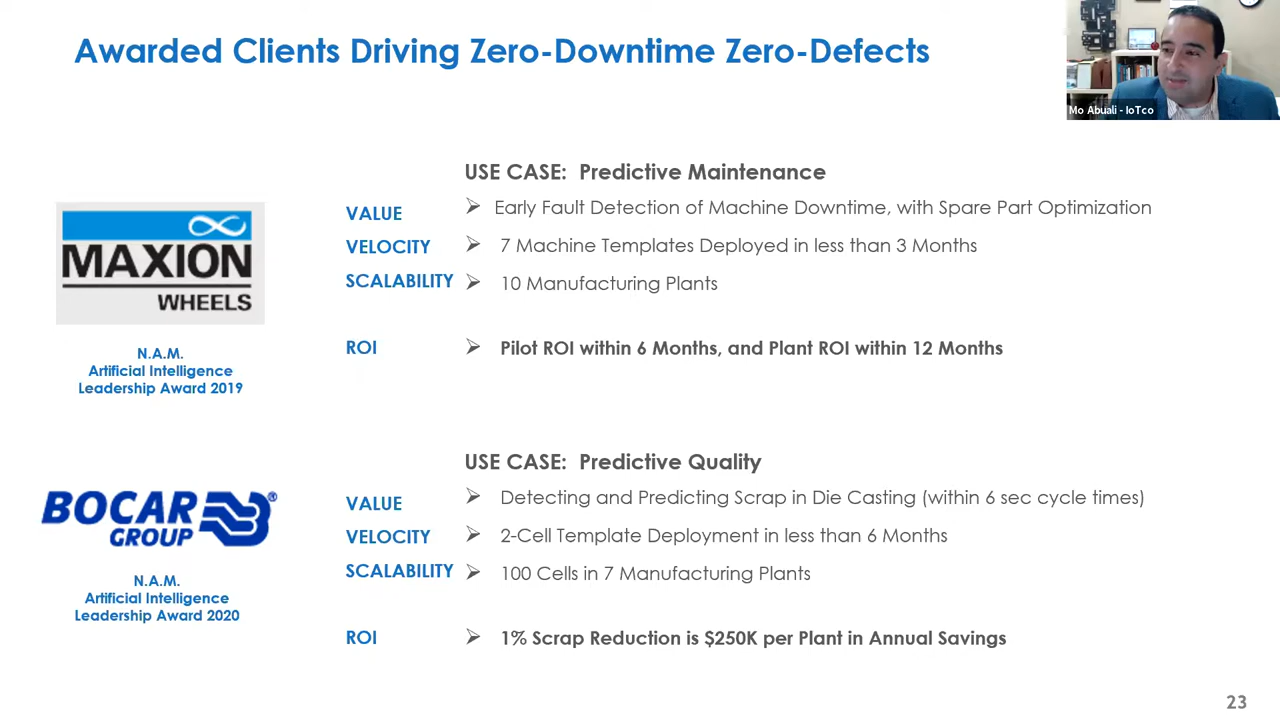 Awarded Clients Driving Zero-Downtime Zero-Defects
Mo Abuali - IoTco
MAXION
WHEELS
N.A.M.
Artificial Intelligence
Leadership Award 2019
USE CASE: Predictive Maintenance
VALUE ➢ Early Fault Detection of Machine Downtime, with Spare Part Optimization
VELOCITY ➢ 7 Machine Templates Deployed in less than 3 Months
SCALABILITY ➢ 10 Manufacturing Plants
ROI ➢ Pilot ROI within 6 Months, and Plant ROI within 12 Months
BOCAR®
GROUP
N.A.M.
Artificial Intelligence
Leadership Award 2020
USE CASE: Predictive Quality
VALUE ➢ Detecting and Predicting Scrap in Die Casting (within 6 sec cycle times)
VELOCITY ➢ 2-Cell Template Deployment in less than 6 Months
SCALABILITY ➢ 100 Cells in 7 Manufacturing Plants
ROI ➢ 1% Scrap Reduction is $250K per Plant in Annual Savings
23